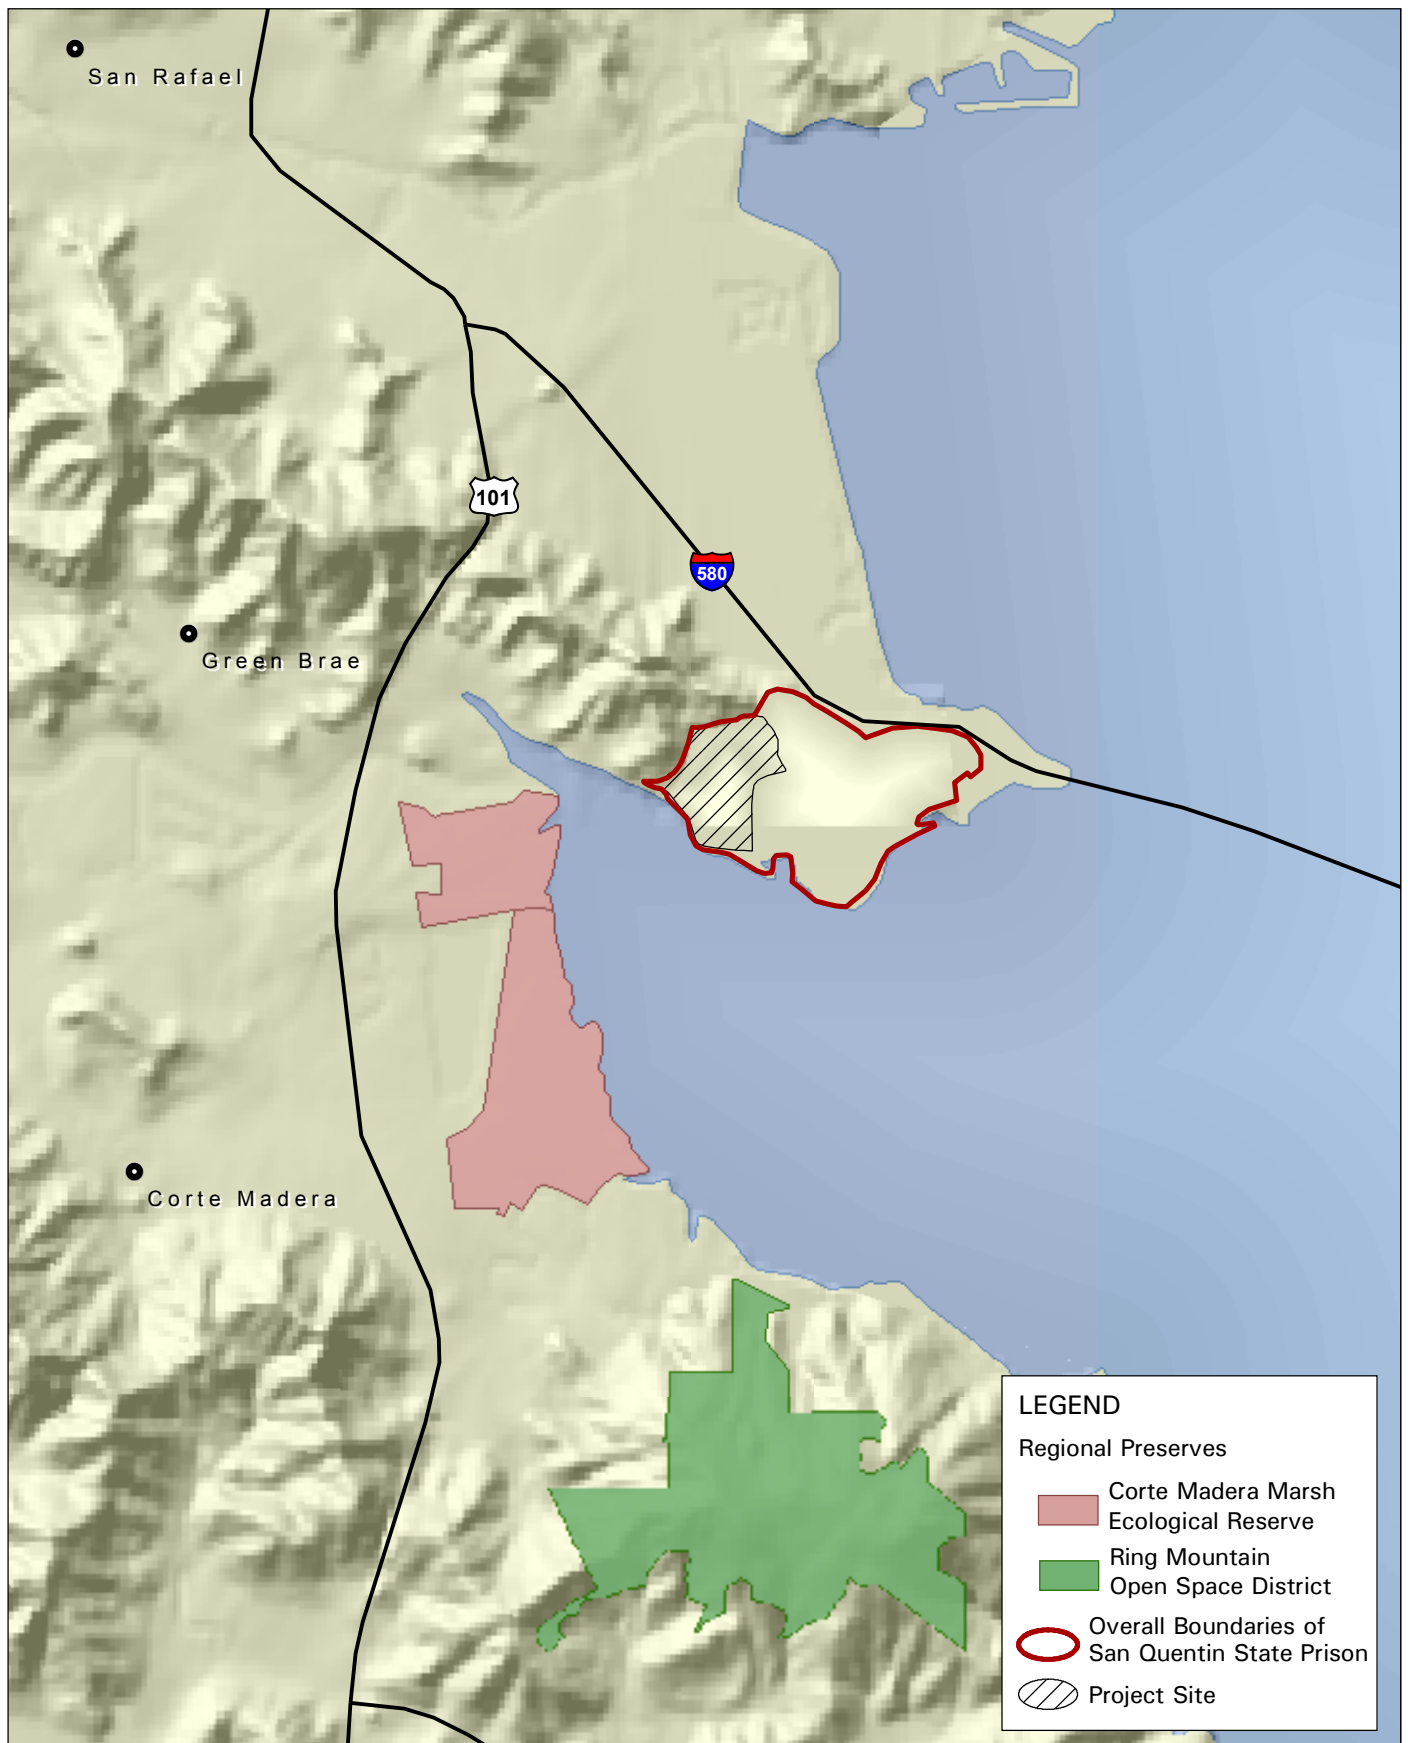 San Rafael
101
580
Green Brae
Corte Madera
LEGEND
Regional Preserves
Corte Madera Marsh
Ecological Reserve
Ring Mountain
Open Space District
Overall Boundaries of
San Quentin State Prison
Project Site